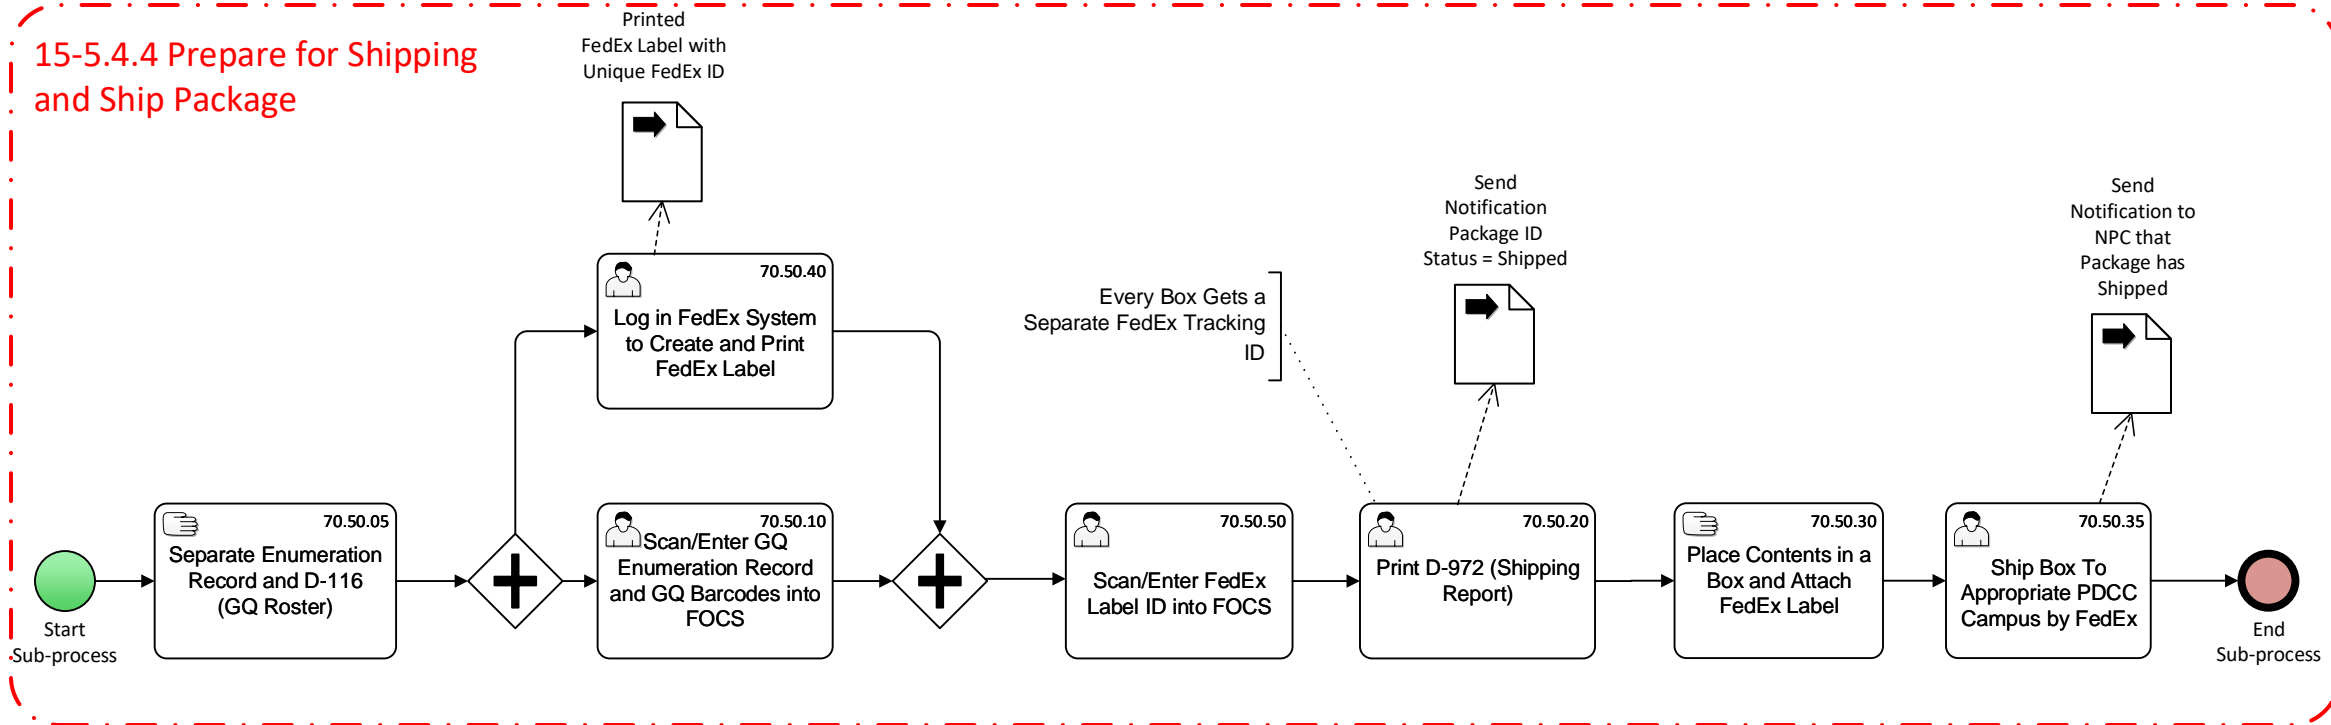 15-5.4.4 Prepare for Shipping
and Ship Package
Printed
FedEx Label with
Unique FedEx ID
70.50.40
Log in FedEx System
to Create and Print
FedEx Label
Every Box Gets a
Separate FedEx Tracking
ID
Send
Notification
Package ID
Status = Shipped
Send
Notification to
NPC that
Package has
Shipped
Start
Sub-process
70.50.05
Separate Enumeration
Record and D-116
(GQ Roster)
70.50.10
Scan/Enter GQ
Enumeration Record
and GQ Barcodes into
FOCS
70.50.50
Scan/Enter FedEx
Label ID into FOCS
70.50.20
Print D-972 (Shipping
Report)
70.50.30
Place Contents in a
Box and Attach
FedEx Label
70.50.35
Ship Box To
Appropriate PDCC
Campus by FedEx
End
Sub-process